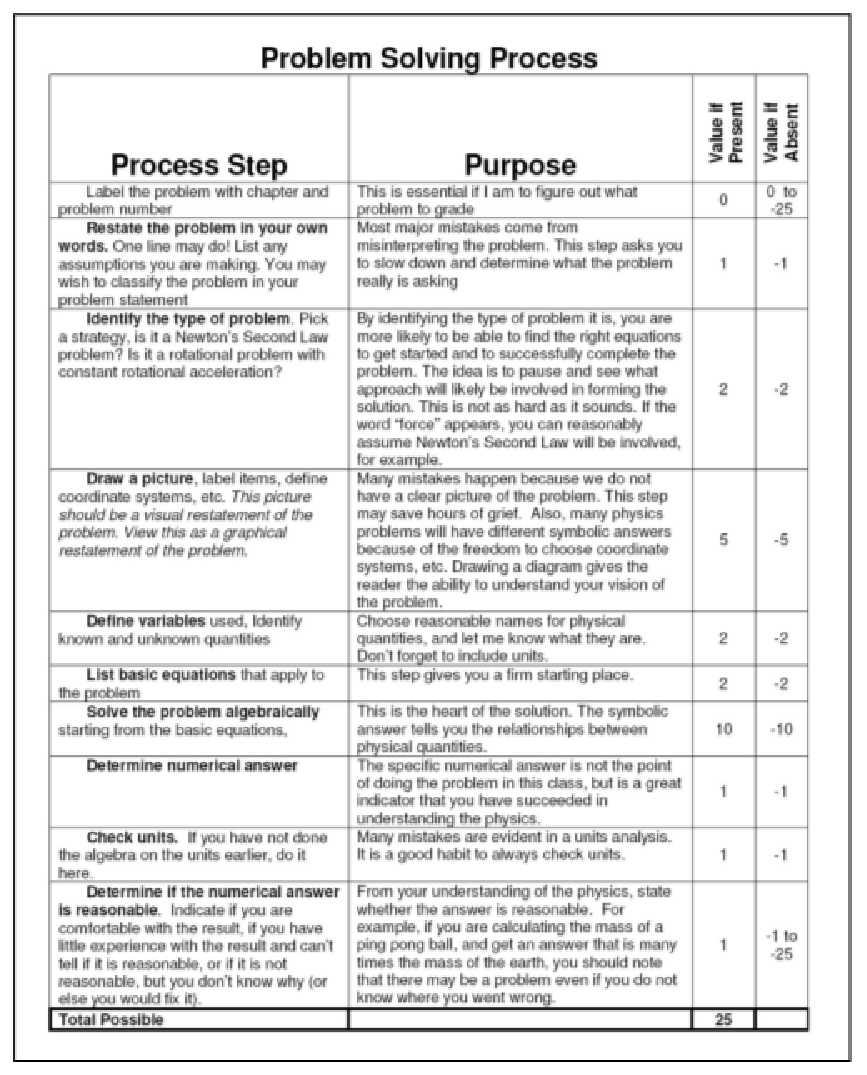 Problem Solving Process
Process Step
Purpose
Value if
Present
Value if
Absent
Label the problem with chapter and
problem number
This is essential if I am to figure out what
problem to grade
0
0 to
-25
Restate the problem in your own
words. One line may do! List any
assumptions you are making. You may
wish to classify the problem in your
problem statement
Most major mistakes come from
misinterpreting the problem. This step asks you
to slow down and determine what the problem
really is asking
1
-1
Identify the type of problem. Pick
a strategy, is it a Newton's Second Law
problem? Is it a rotational problem with
constant rotational acceleration?
By identifying the type of problem it is, you are
more likely to be able to find the right equations
to get started and to successfully complete the
problem. The idea is to pause and see what
approach will likely be involved in forming the
solution. This is not as hard as it sounds. If the
word "force" appears, you can reasonably
assume Newton's Second Law will be involved,
for example.
2
-2
Draw a picture, label items, define
coordinate systems, etc. This picture
should be a visual restatement of the
problem. View this as a graphical
restatement of the problem.
Many mistakes happen because we do not
have a clear picture of the problem. This step
may save hours of grief. Also, many physics
problems will have different symbolic answers
because of the freedom to choose coordinate
systems, etc. Drawing a diagram gives the
reader the ability to understand your vision of
the problem.
5
-5
Define variables used, Identify
known and unknown quantities
Choose reasonable names for physical
quantities, and let me know what they are.
Don't forget to include units.
2
-2
List basic equations that apply to
the problem
This step gives you a firm starting place.
2
-2
Solve the problem algebraically
starting from the basic equations,
This is the heart of the solution. The symbolic
answer tells you the relationships between
physical quantities.
10
-10
Determine numerical answer
The specific numerical answer is not the point
of doing the problem in this class, but is a great
indicator that you have succeeded in
understanding the physics.
1
-1
Check units. If you have not done
the algebra on the units earlier, do it
here.
Many mistakes are evident in a units analysis.
It is a good habit to always check units.
1
-1
Determine if the numerical answer
is reasonable. Indicate if you are
comfortable with the result, if you have
little experience with the result and can't
tell if it is reasonable, or if it is not
reasonable, but you don't know why (or
else you would fix it).
From your understanding of the physics, state
whether the answer is reasonable. For
example, if you are calculating the mass of a
ping pong ball, and get an answer that is many
times the mass of the earth, you should note
that there may be a problem even if you do not
know where you went wrong.
1
-1 to
-25
Total Possible
25